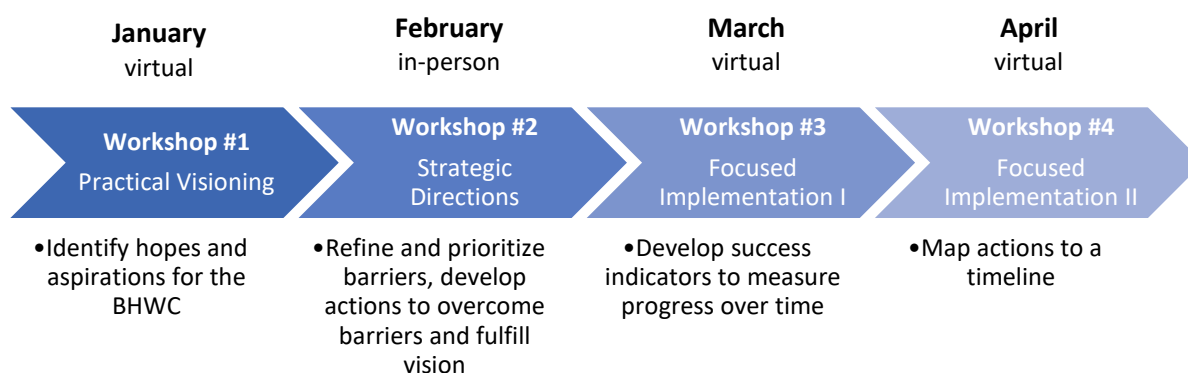 January
virtual
February
in-person
March
virtual
April
virtual
Workshop #1
Practical Visioning
Workshop #2
Strategic
Directions
Workshop #3
Focused
Implementation I
Workshop #4
Focused
Implementation II
•Identify hopes and
aspirations for the
BHWC
•Refine and prioritize
barriers, develop
actions to overcome
barriers and fulfill
vision
•Develop success
indicators to measure
progress over time
•Map actions to a
timeline